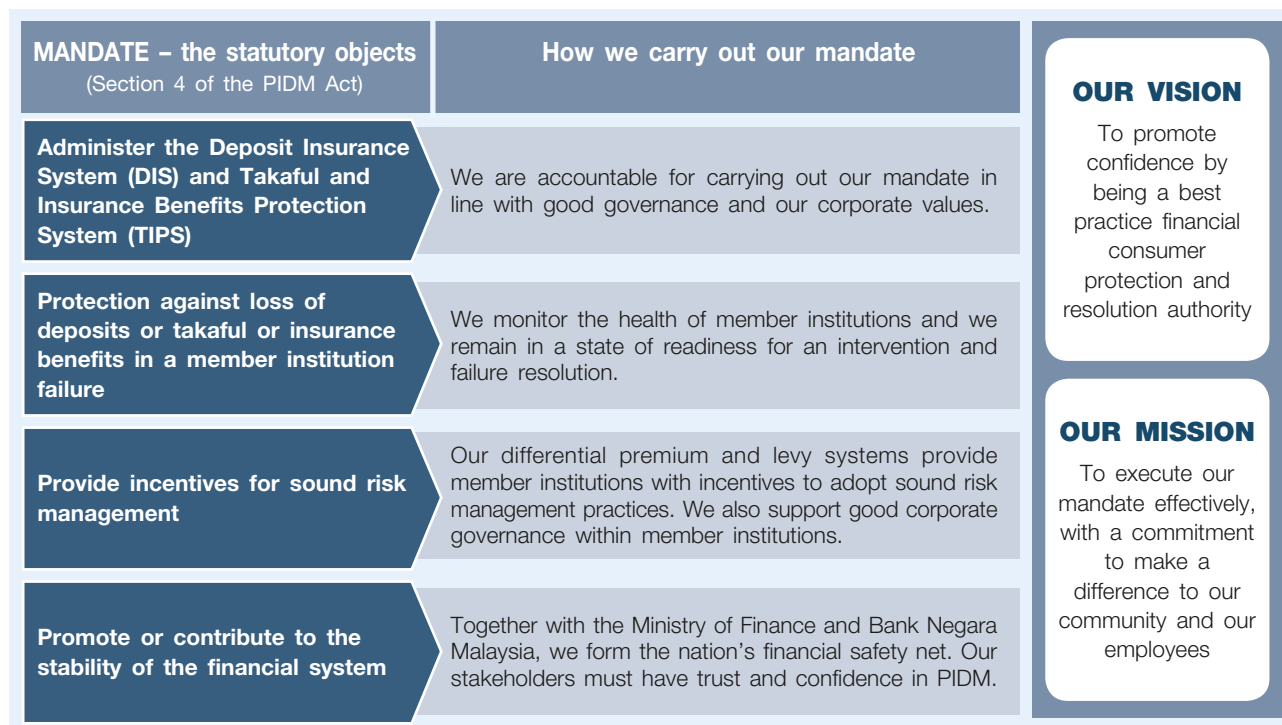 MANDATE – the statutory objects
(Section 4 of the PIDM Act)
How we carry out our mandate
Administer the Deposit Insurance
System (DIS) and Takaful and
Insurance Benefits Protection
System (TIPS)
We are accountable for carrying out our mandate in
line with good governance and our corporate values.
Protection against loss of
deposits or takaful or insurance
benefits in a member institution
failure
We monitor the health of member institutions and we
remain in a state of readiness for an intervention and
failure resolution.
Provide incentives for sound risk
management
Our differential premium and levy systems provide
member institutions with incentives to adopt sound risk
management practices. We also support good corporate
governance within member institutions.
Promote or contribute to the
stability of the financial system
Together with the Ministry of Finance and Bank Negara
Malaysia, we form the nation’s financial safety net. Our
stakeholders must have trust and confidence in PIDM.
OUR VISION
To promote
confidence by
being a best
practice financial
consumer
protection and
resolution authority
OUR MISSION
To execute our
mandate effectively,
with a commitment
to make a
difference to our
community and our
employees